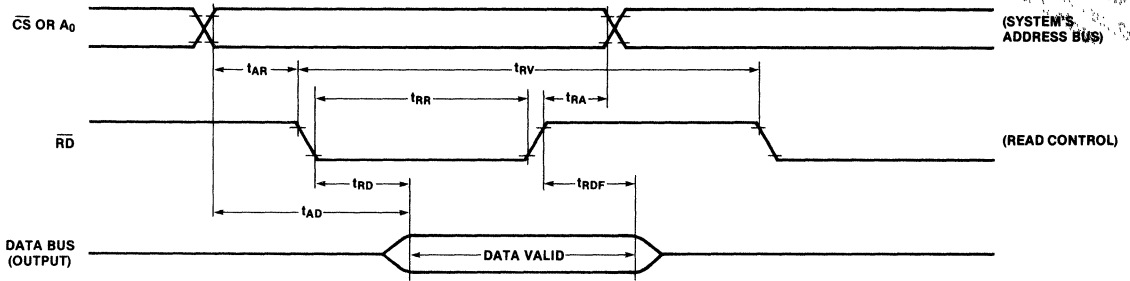 CS OR A0
(SYSTEM'S
ADDRESS BUS)
tAR
tRV
tRR
tRA
RD
(READ CONTROL)
tRD
tRDF
tAD
DATA BUS
(OUTPUT)
DATA VALID